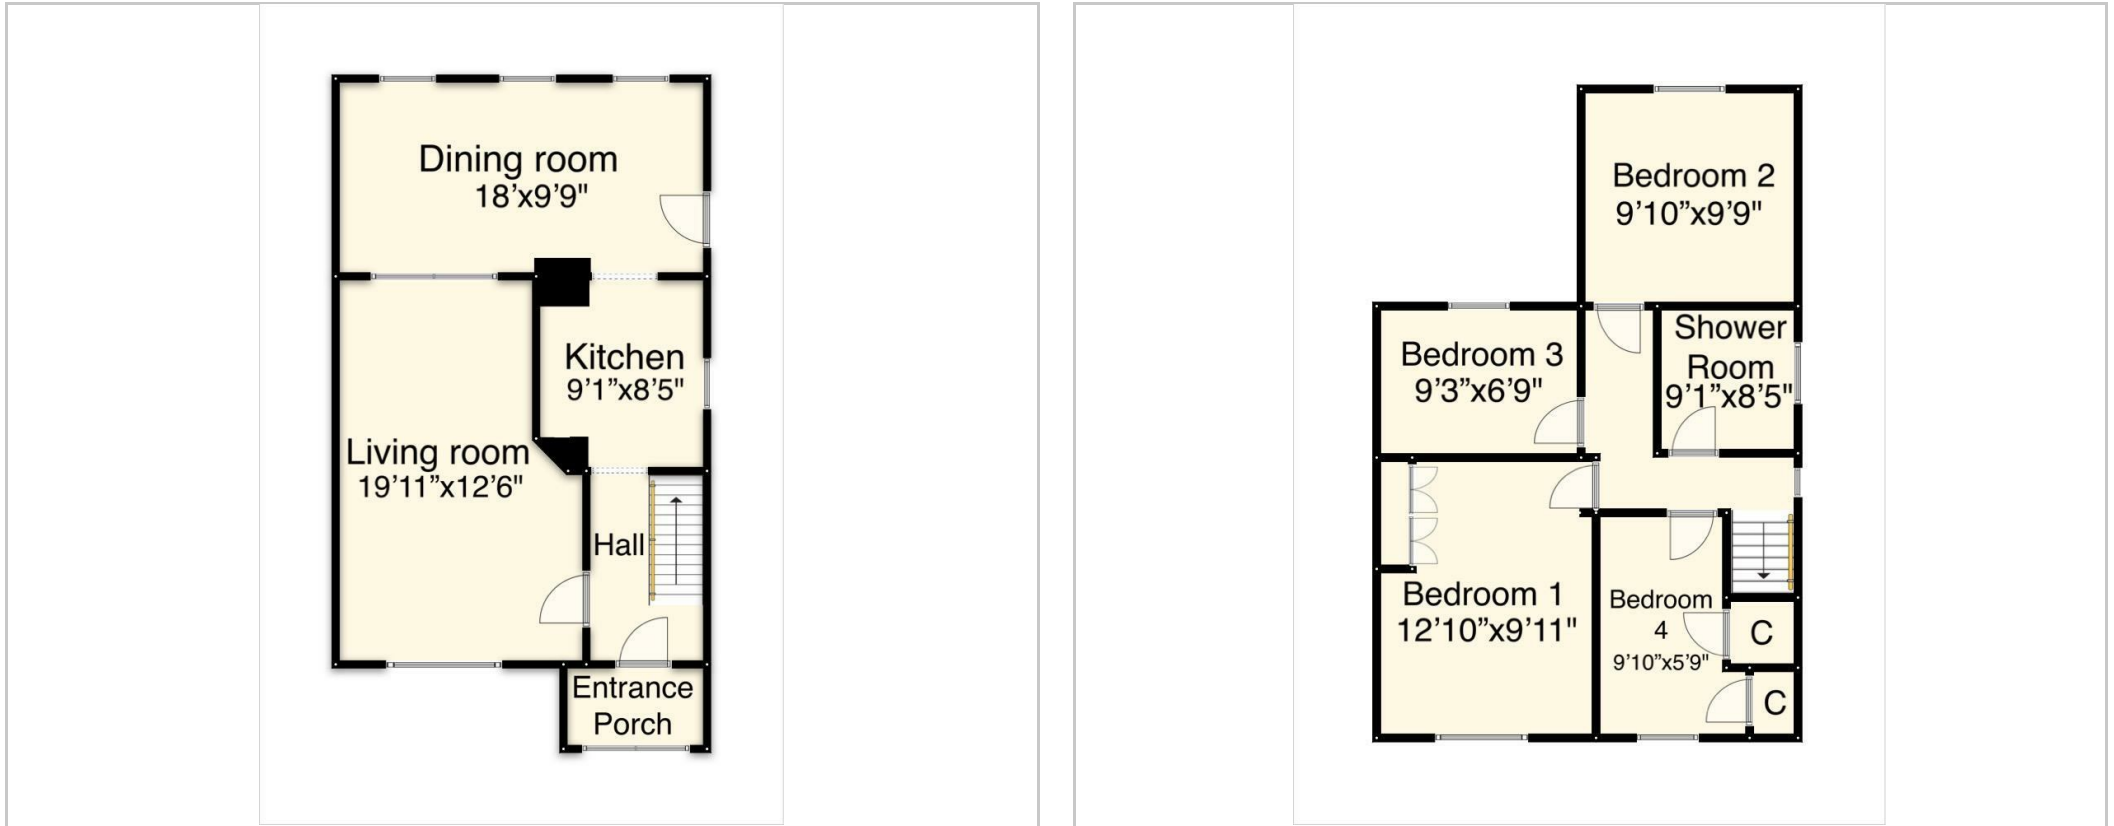 Dining room
18’x9’9"
Kitchen
9’1”x8’5"
Living room
19’11”x12’6"
Hall
Entrance
Porch
Bedroom 2
9’10”x9’9"
Shower
Room
9’1”x8’5"
Bedroom 3
9’3”x6’9"
Bedroom 1
12’10”x9’11"
Bedroom
4
9’10”x5’9"
C
C